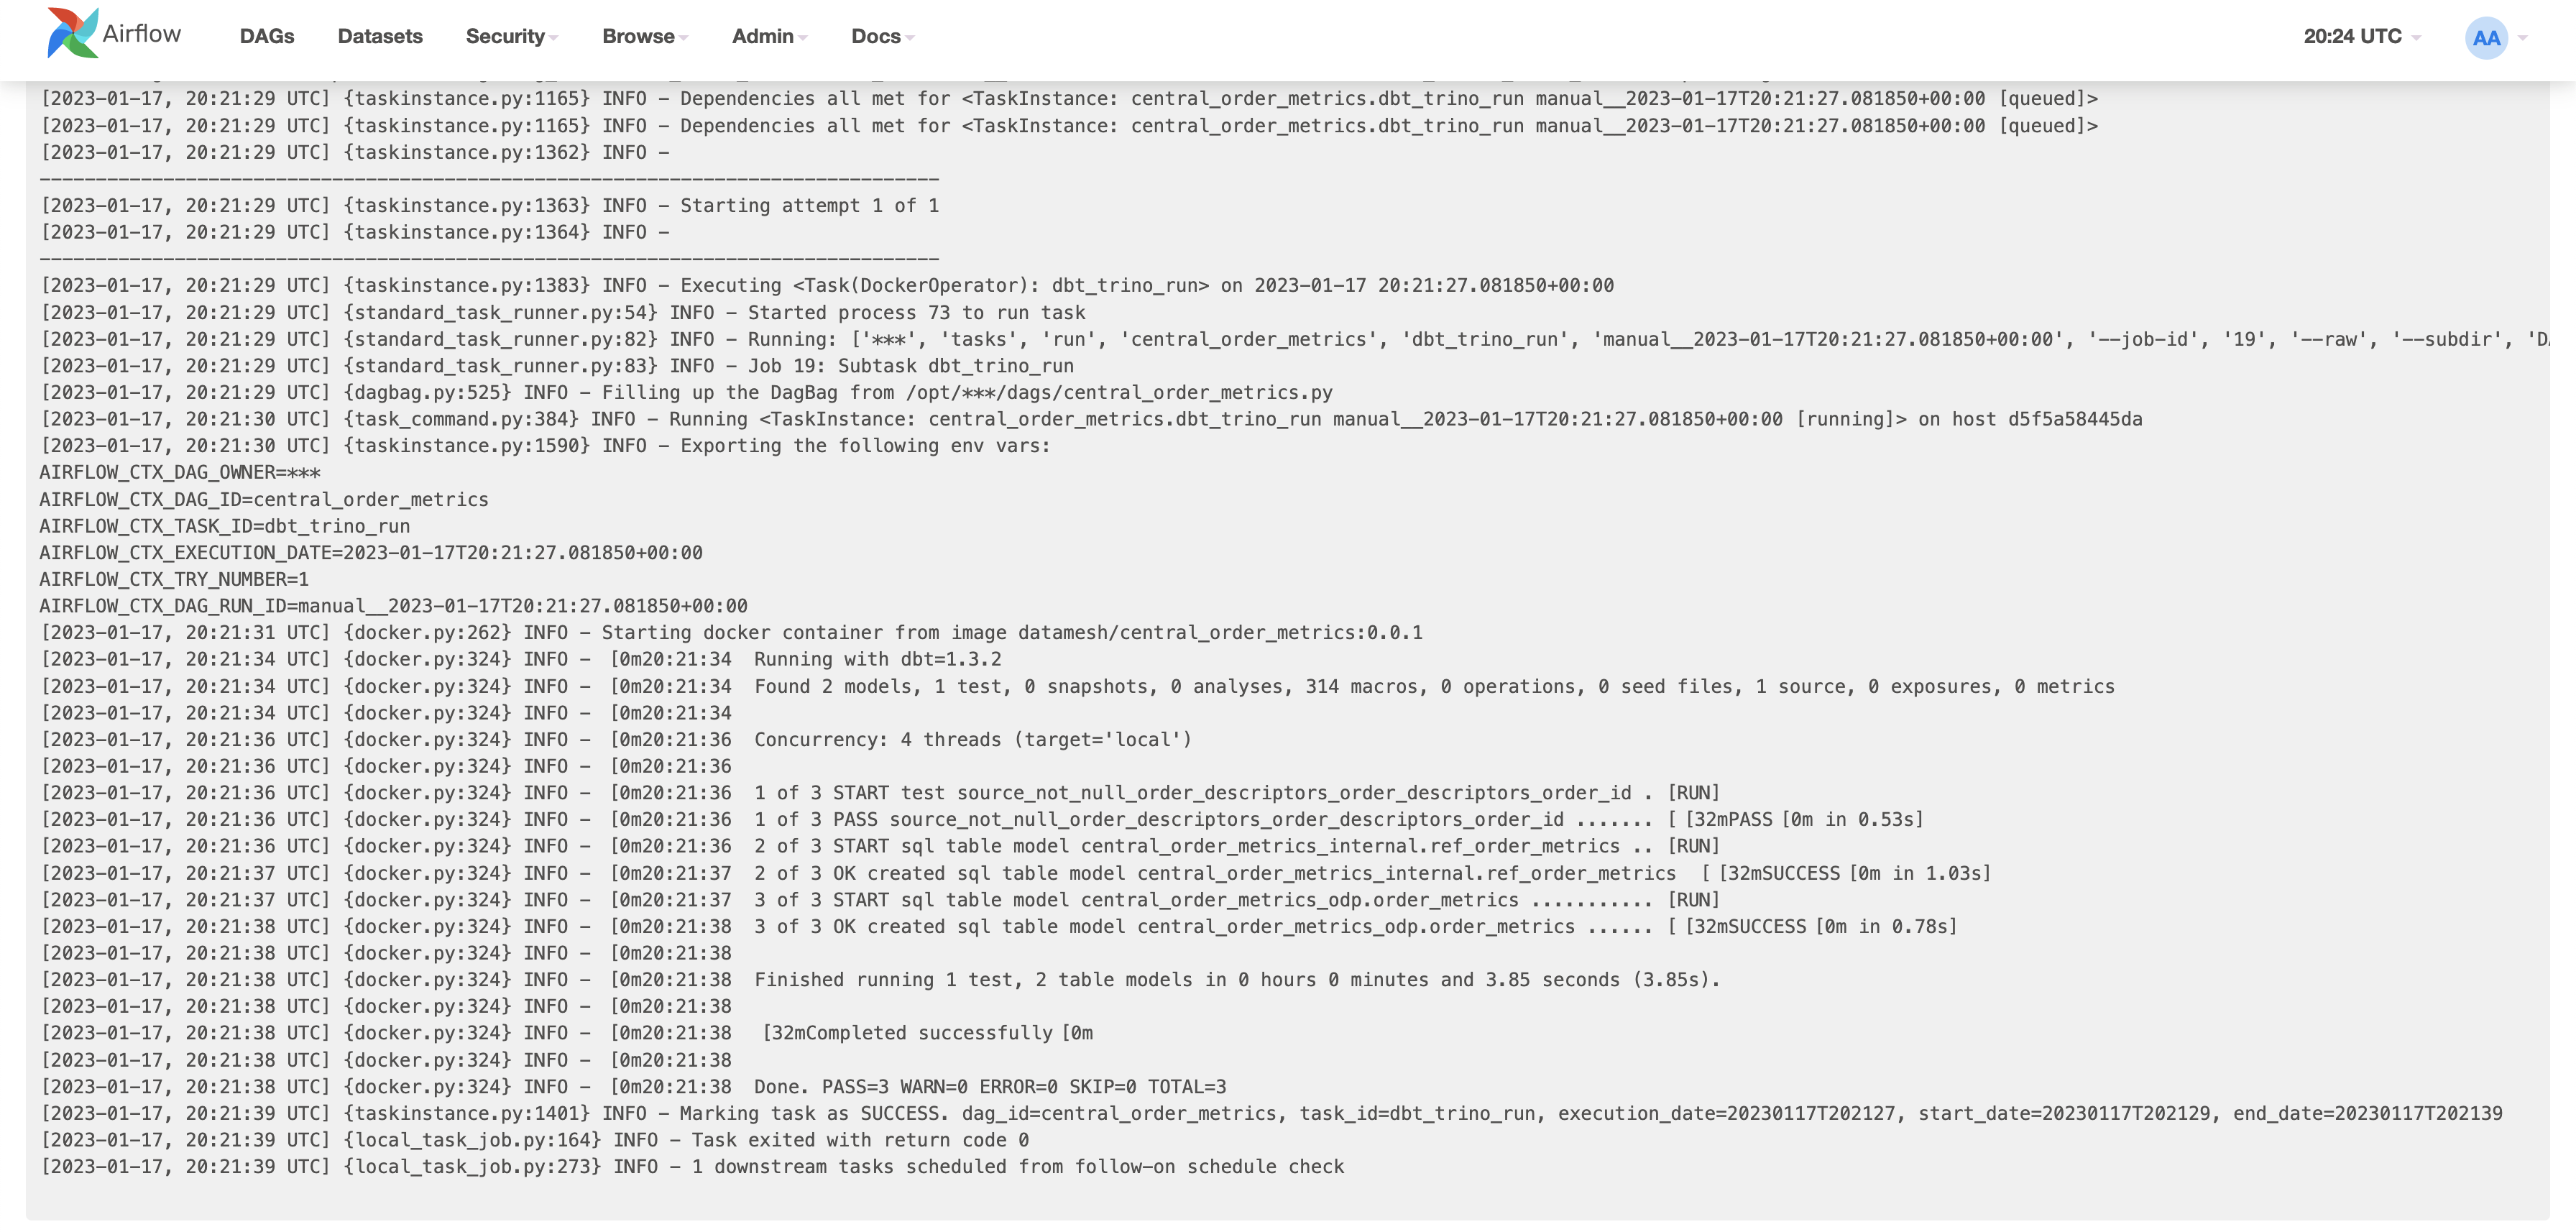 Airflow DAGs Datasets Security Browse Admin Docs 20:24 UTC AA
[2023-01-17, 20:21:29 UTC] {taskinstance.py:1165} INFO - Dependencies all met for <TaskInstance: central_order_metrics.dbt_trino_run manual__2023-01-17T20:21:27.081850+00:00 [queued]>
[2023-01-17, 20:21:29 UTC] {taskinstance.py:1165} INFO - Dependencies all met for <TaskInstance: central_order_metrics.dbt_trino_run manual__2023-01-17T20:21:27.081850+00:00 [queued]>
[2023-01-17, 20:21:29 UTC] {taskinstance.py:1362} INFO -
--------------------------------------------------------------------------------
[2023-01-17, 20:21:29 UTC] {taskinstance.py:1363} INFO - Starting attempt 1 of 1
[2023-01-17, 20:21:29 UTC] {taskinstance.py:1364} INFO -
--------------------------------------------------------------------------------
[2023-01-17, 20:21:29 UTC] {taskinstance.py:1383} INFO - Executing <Task(DockerOperator): dbt_trino_run> on 2023-01-17 20:21:27.081850+00:00
[2023-01-17, 20:21:29 UTC] {standard_task_runner.py:54} INFO - Started process 73 to run task
[2023-01-17, 20:21:29 UTC] {standard_task_runner.py:82} INFO - Running: ['***', 'tasks', 'run', 'central_order_metrics', 'dbt_trino_run', 'manual__2023-01-17T20:21:27.081850+00:00', '--job-id', '19', '--raw', '--subdir',
[2023-01-17, 20:21:29 UTC] {standard_task_runner.py:83} INFO - Job 19: Subtask dbt_trino_run
[2023-01-17, 20:21:29 UTC] {dagbag.py:525} INFO - Filling up the DagBag from /opt/***/dags/central_order_metrics.py
[2023-01-17, 20:21:30 UTC] {task_command.py:384} INFO - Running <TaskInstance: central_order_metrics.dbt_trino_run manual__2023-01-17T20:21:27.081850+00:00 [running]> on host d5f5a58445da
[2023-01-17, 20:21:30 UTC] {taskinstance.py:1590} INFO - Exporting the following env vars:
AIRFLOW_CTX_DAG_OWNER=***
AIRFLOW_CTX_DAG_ID=central_order_metrics
AIRFLOW_CTX_TASK_ID=dbt_trino_run
AIRFLOW_CTX_EXECUTION_DATE=2023-01-17T20:21:27.081850+00:00
AIRFLOW_CTX_TRY_NUMBER=1
AIRFLOW_CTX_DAG_RUN_ID=manual__2023-01-17T20:21:27.081850+00:00
[2023-01-17, 20:21:31 UTC] {docker.py:262} INFO - Starting docker container from image datamesh/central_order_metrics:0.0.1
[2023-01-17, 20:21:34 UTC] {docker.py:324} INFO - [0m20:21:34  Running with dbt=1.3.2
[2023-01-17, 20:21:34 UTC] {docker.py:324} INFO - [0m20:21:34  Found 2 models, 1 test, 0 snapshots, 0 analyses, 314 macros, 0 operations, 0 seed files, 1 source, 0 exposures, 0 metrics
[2023-01-17, 20:21:34 UTC] {docker.py:324} INFO - [0m20:21:34
[2023-01-17, 20:21:36 UTC] {docker.py:324} INFO - [0m20:21:36  Concurrency: 4 threads (target='local')
[2023-01-17, 20:21:36 UTC] {docker.py:324} INFO - [0m20:21:36
[2023-01-17, 20:21:36 UTC] {docker.py:324} INFO - [0m20:21:36  1 of 3 START test source_not_null_order_descriptors_order_descriptors_order_id . [RUN]
[2023-01-17, 20:21:36 UTC] {docker.py:324} INFO - [0m20:21:36  1 of 3 PASS source_not_null_order_descriptors_order_descriptors_order_id ....... [ [32mPASS [0m in 0.53s]
[2023-01-17, 20:21:36 UTC] {docker.py:324} INFO - [0m20:21:36  2 of 3 START sql table model central_order_metrics_internal.ref_order_metrics .. [RUN]
[2023-01-17, 20:21:37 UTC] {docker.py:324} INFO - [0m20:21:37  2 of 3 OK created sql table model central_order_metrics_internal.ref_order_metrics  [ [32mSUCCESS [0m in 1.03s]
[2023-01-17, 20:21:37 UTC] {docker.py:324} INFO - [0m20:21:37  3 of 3 START sql table model central_order_metrics_odp.order_metrics ........... [RUN]
[2023-01-17, 20:21:38 UTC] {docker.py:324} INFO - [0m20:21:38  3 of 3 OK created sql table model central_order_metrics_odp.order_metrics ...... [ [32mSUCCESS [0m in 0.78s]
[2023-01-17, 20:21:38 UTC] {docker.py:324} INFO - [0m20:21:38
[2023-01-17, 20:21:38 UTC] {docker.py:324} INFO - [0m20:21:38  Finished running 1 test, 2 table models in 0 hours 0 minutes and 3.85 seconds (3.85s).
[2023-01-17, 20:21:38 UTC] {docker.py:324} INFO - [0m20:21:38
[2023-01-17, 20:21:38 UTC] {docker.py:324} INFO - [0m20:21:38  [32mCompleted successfully [0m
[2023-01-17, 20:21:38 UTC] {docker.py:324} INFO - [0m20:21:38
[2023-01-17, 20:21:38 UTC] {docker.py:324} INFO - [0m20:21:38  Done. PASS=3 WARN=0 ERROR=0 SKIP=0 TOTAL=3
[2023-01-17, 20:21:39 UTC] {taskinstance.py:1401} INFO - Marking task as SUCCESS. dag_id=central_order_metrics, task_id=dbt_trino_run, execution_date=20230117T202127, start_date=20230117T202129, end_date=20230117T202139
[2023-01-17, 20:21:39 UTC] {local_task_job.py:164} INFO - Task exited with return code 0
[2023-01-17, 20:21:39 UTC] {local_task_job.py:273} INFO - 1 downstream tasks scheduled from follow-on schedule check